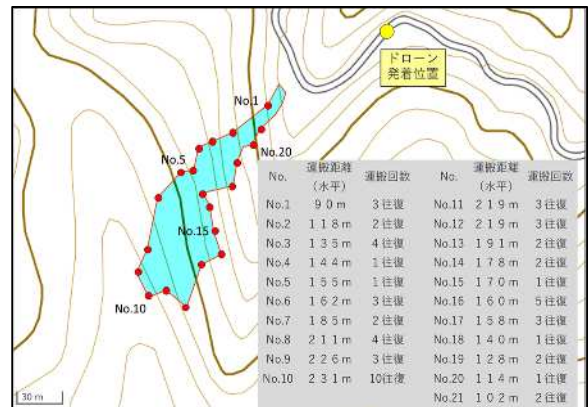 ドローン
発着位置
No.1
No.20
No.5
No.15
No.10
30 m
No. 運搬距離(水平) 運搬回数 No. 運搬距離(水平) 運搬回数
No.1 90m 3往復 No.11 219m 3往復
No.2 118m 2往復 No.12 219m 3往復
No.3 135m 4往復 No.13 191m 2往復
No.4 144m 1往復 No.14 178m 2往復
No.5 155m 1往復 No.15 170m 1往復
No.6 162m 3往復 No.16 160m 5往復
No.7 185m 2往復 No.17 158m 3往復
No.8 211m 4往復 No.18 140m 1往復
No.9 226m 3往復 No.19 128m 2往復
No.10 231m 10往復 No.20 114m 1往復
No.21 102m 2往復